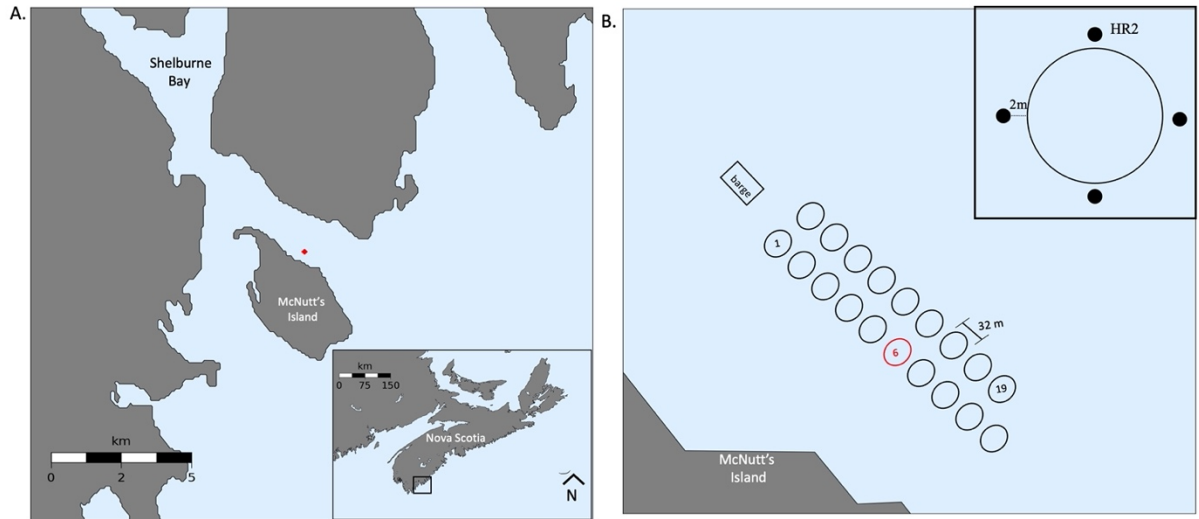 A.
Shelburne
Bay
McNutt's
Island
km
0 2 5
km
0 75 150
Nova Scotia
N
B.
HR2
2m
barge
1
6
32 m
19
McNutt's
Island